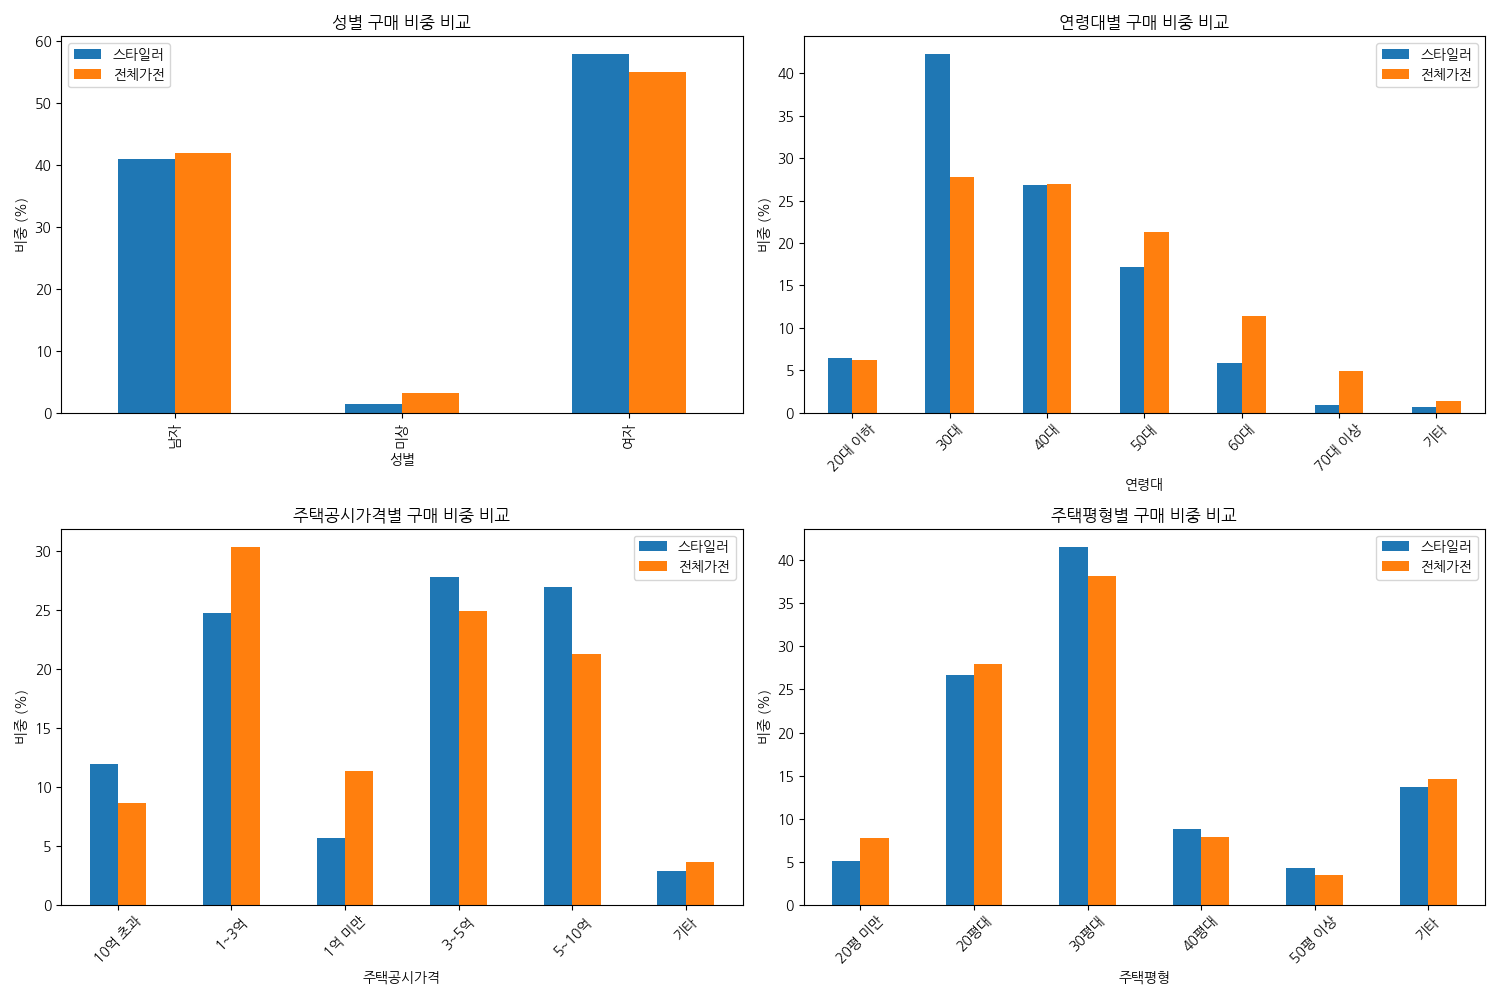 성별 구매 비중 비교
스타일러
전체가전
비중 (%)
60
50
40
30
20
10
0
남자
미상
여자
성별
연령대별 구매 비중 비교
스타일러
전체가전
비중 (%)
40
35
30
25
20
15
10
5
0
20대 이하
30대
40대
50대
60대
70대 이상
기타
연령대
주택공시가격별 구매 비중 비교
스타일러
전체가전
비중 (%)
30
25
20
15
10
5
0
10억 초과
1~3억
1억 미만
3~5억
5~10억
기타
주택공시가격
주택평형별 구매 비중 비교
스타일러
전체가전
비중 (%)
40
35
30
25
20
15
10
5
0
20평 미만
20평대
30평대
40평대
50평 이상
기타
주택평형